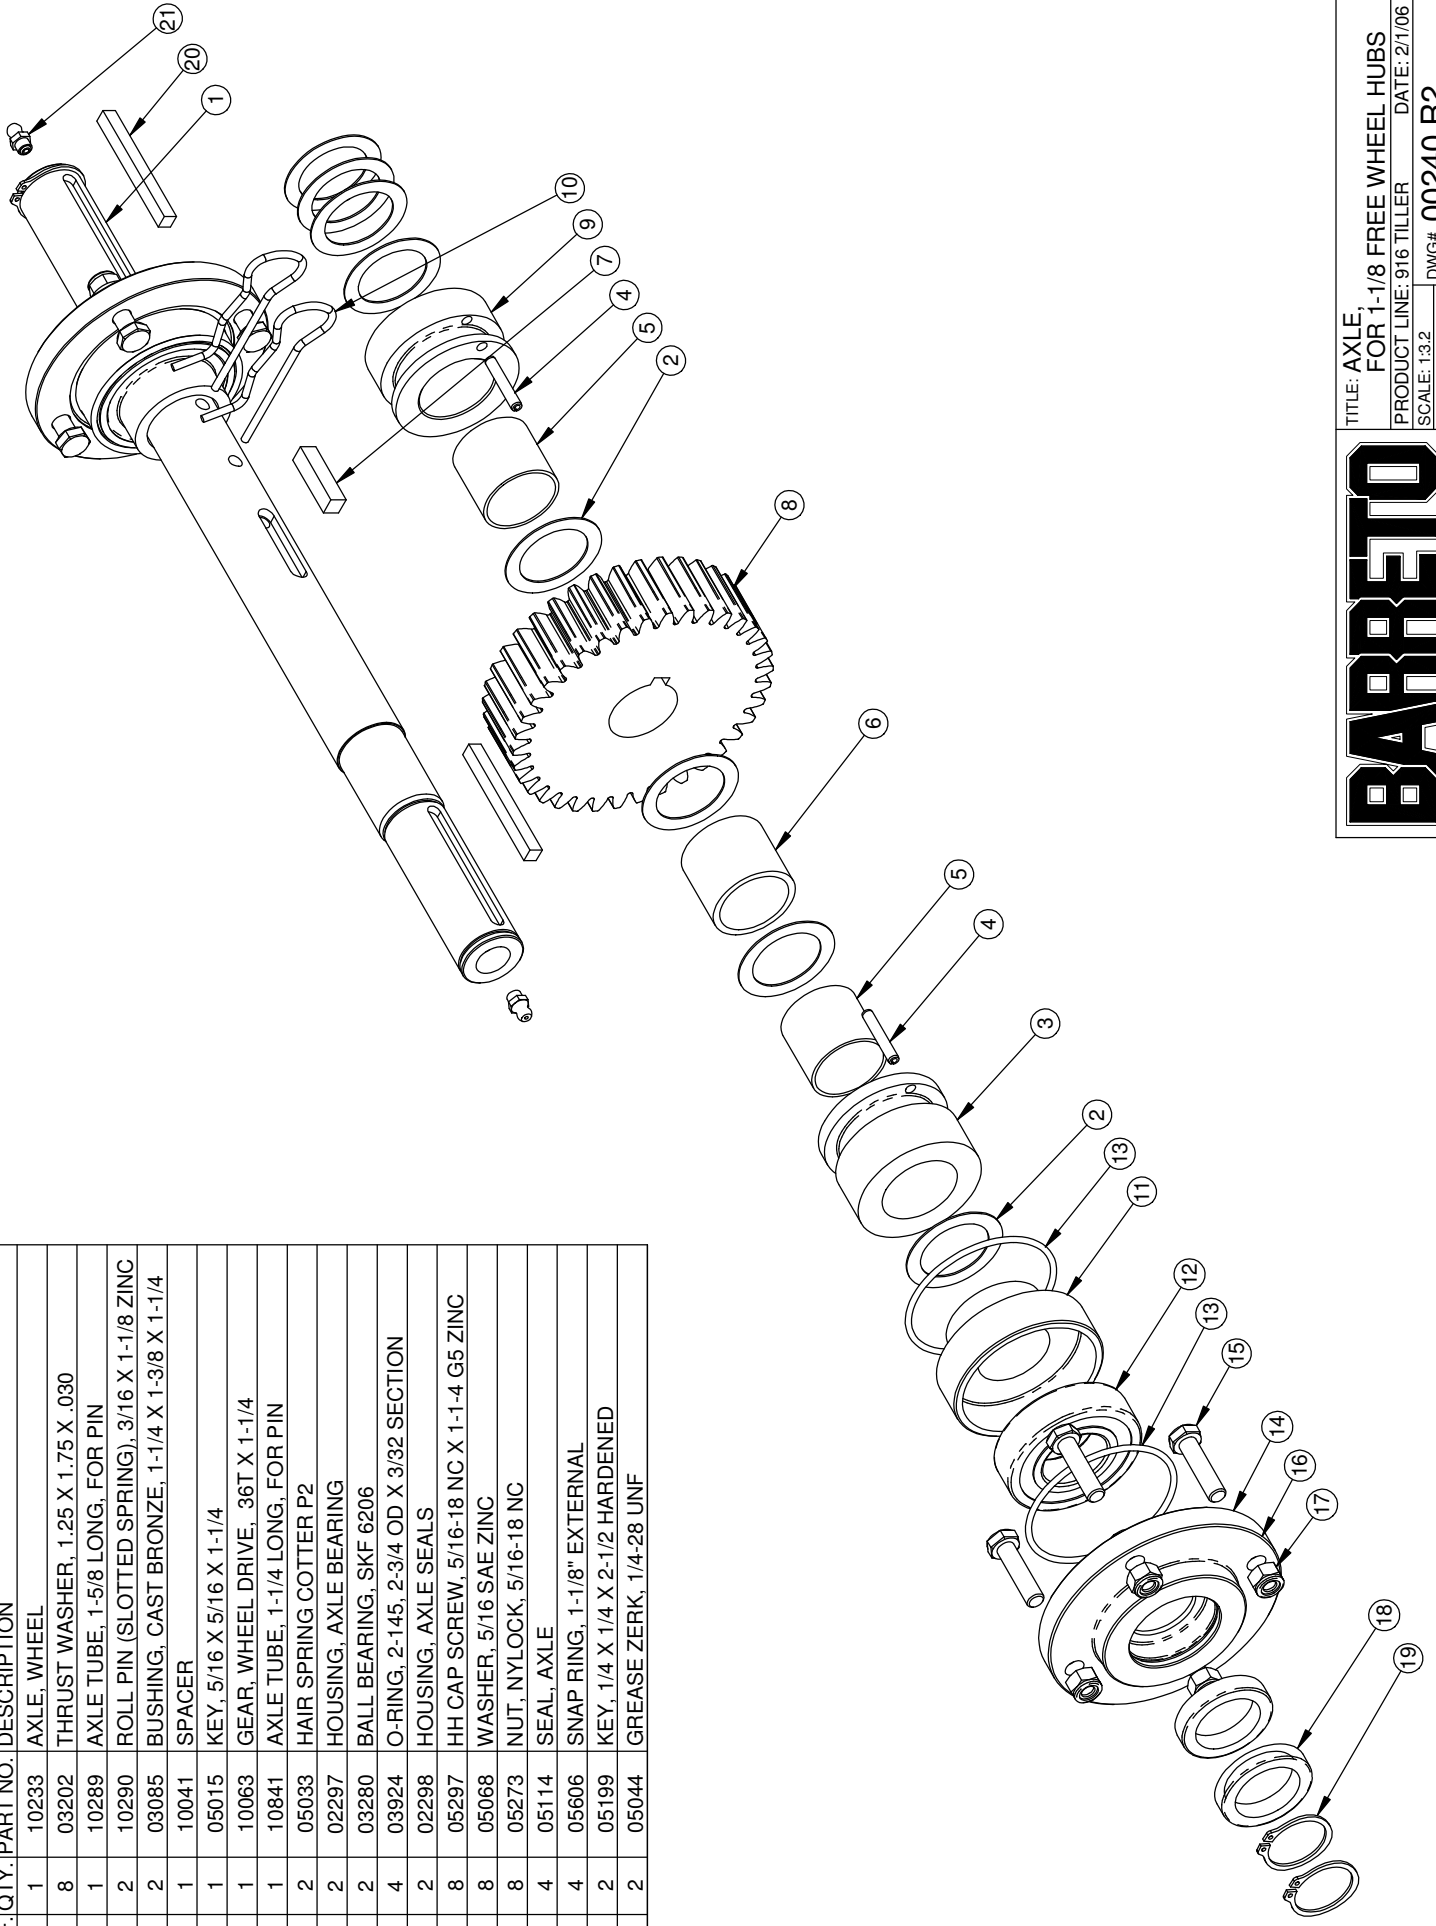 QTY. PART NO. DESCRIPTION
1 10233 AXLE, WHEEL
8 03202 THRUST WASHER, 1.25 X 1.75 X .030
1 10289 AXLE TUBE, 1-5/8 LONG, FOR PIN
2 10290 ROLL PIN (SLOTTED SPRING), 3/16 X 1-1/8 ZINC
2 03085 BUSHING, CAST BRONZE, 1-1/4 X 1-3/8 X 1-1/4
1 10041 SPACER
1 05015 KEY, 5/16 X 5/16 X 1-1/4
1 10063 GEAR, WHEEL DRIVE, 36T X 1-1/4
1 10841 AXLE TUBE, 1-1/4 LONG, FOR PIN
2 05033 HAIR SPRING COTTER P2
2 02297 HOUSING, AXLE BEARING
2 03280 BALL BEARING, SKF 6206
4 03924 O-RING, 2-145, 2-3/4 OD X 3/32 SECTION
2 02298 HOUSING, AXLE SEALS
8 05297 HH CAP SCREW, 5/16-18 NC X 1-1-4 G5 ZINC
8 05068 WASHER, 5/16 SAE ZINC
8 05273 NUT, NYLOCK, 5/16-18 NC
4 05114 SEAL, AXLE
4 05606 SNAP RING, 1-1/8" EXTERNAL
2 05199 KEY, 1/4 X 1/4 X 2-1/2 HARDENED
2 05044 GREASE ZERK, 1/4-28 UNF
21
20
1
10
9
7
4
5
2
8
6
5
4
3
2
13
11
12
13
15
14
16
17
18
19
BARRETO
TITLE: AXLE,
FOR 1-1/8 FREE WHEEL HUBS
PRODUCT LINE: 916 TILLER DATE: 2/1/06
SCALE: 1:3.2 DWG# 00240 R2